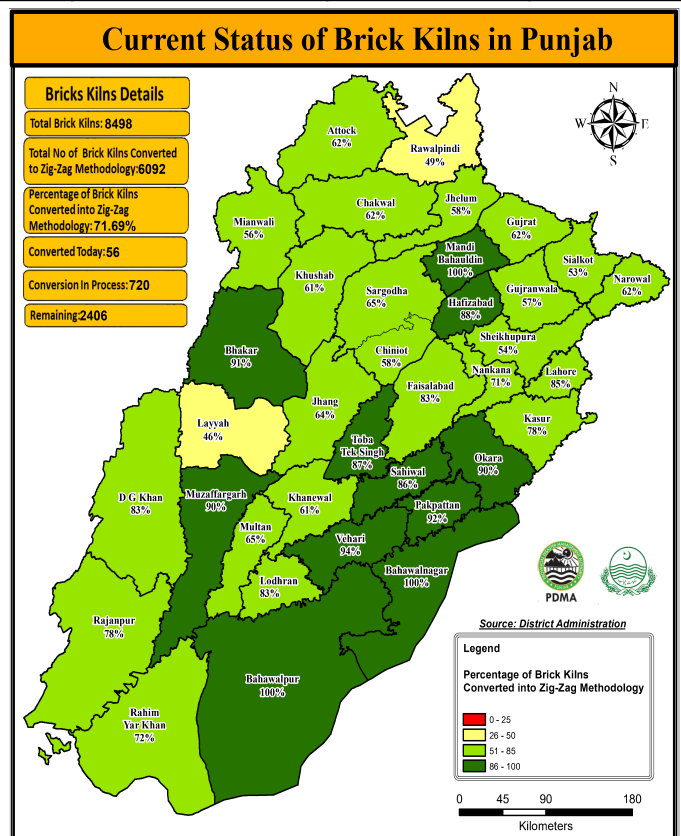 Current Status of Brick Kilns in Punjab
Bricks Kilns Details
Total Brick Kilns: 8498
Total No of Brick Kilns Converted
to Zig-Zag Methodology:6092
Percentage of Brick Kilns
Converted into Zig-Zag
Methodology: 71.69%
Converted Today: 56
Conversion In Process: 720
Remaining:2406
N
W
E
S
Attock
62%
Rawalpindi
49%
Chakwal
62%
Jhelum
58%
Mianwali
56%
Gujrat
62%
Mandi
Bahauldin
100%
Sialkot
53%
Narowal
62%
Khushab
61%
Sargodha
65%
Hafizabad
88%
Gujranwala
57%
Sheikhupura
54%
Bhakar
91%
Chiniot
58%
Nankana
71%
Lahore
85%
Faisalabad
83%
Jhang
64%
Layyah
46%
Kasur
78%
Toba
Tek Singh
87%
Okara
90%
Sahiwal
86%
D G Khan
83%
Muzaffargarh
90%
Khanewal
61%
Pakpattan
92%
Multan
65%
Vehari
94%
Lodhran
83%
Bahawalnagar
100%
Rajanpur
78%
Bahawalpur
100%
Rahim
Yar Khan
72%
PDMA
Source: District Administration
Legend
Percentage of Brick Kilns
Converted into Zig-Zag Methodology
0 - 25
26 - 50
51 - 85
86 - 100
0 45 90 180
Kilometers